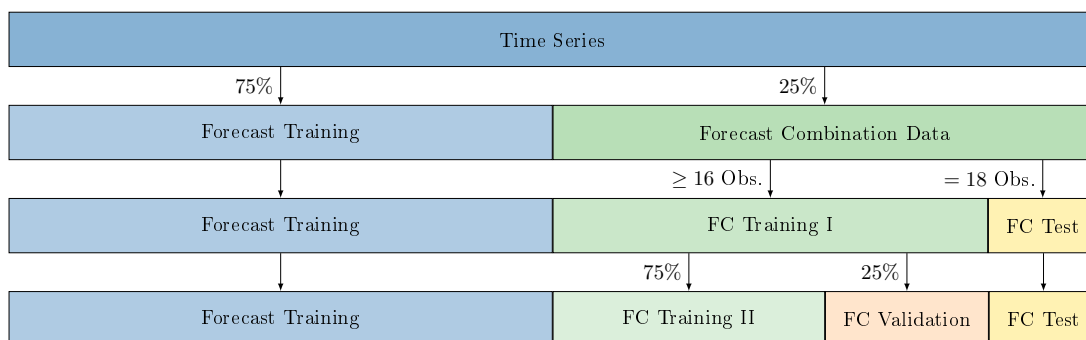 Time Series
75%
25%
Forecast Training
Forecast Combination Data
≥ 16 Obs.
= 18 Obs.
Forecast Training
FC Training I
FC Test
75%
25%
Forecast Training
FC Training II
FC Validation
FC Test